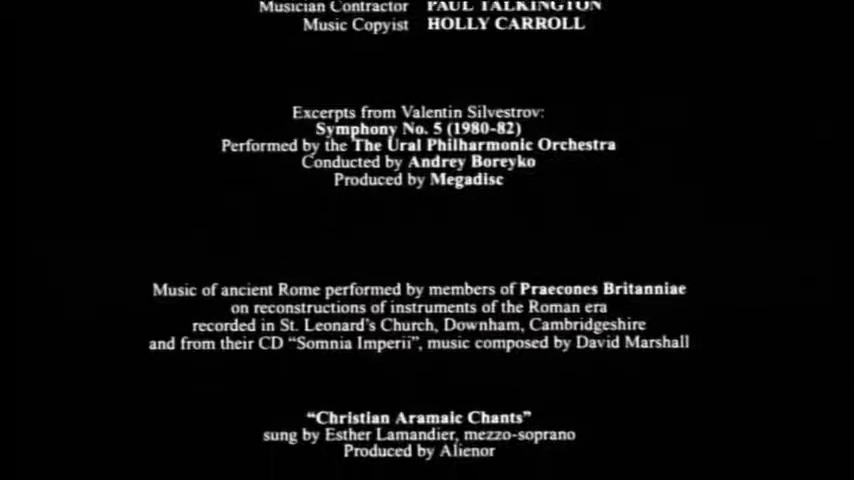 Musician Contractor PAUL TALKINGTON
Music Copyist HOLLY CARROLL
Excerpts from Valentin Silvestrov:
Symphony No. 5 (1980-82)
Performed by the The Ural Philharmonic Orchestra
Conducted by Andrey Boreyko
Produced by Megadisc
Music of ancient Rome performed by members of Praecones Britanniae
on reconstructions of instruments of the Roman era
recorded in St. Leonard's Church, Downham, Cambridgeshire
and from their CD “Somnia Imperii”, music composed by David Marshall
“Christian Aramaic Chants”
sung by Esther Lamandier, mezzo-soprano
Produced by Alienor